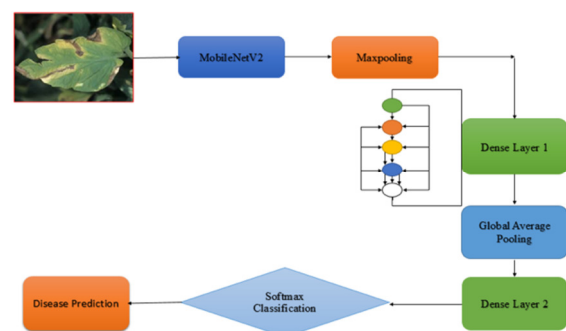 MobileNetV2
Maxpooling
Dense Layer 1
Global Average
Pooling
Dense Layer 2
Softmax
Classification
Disease Prediction